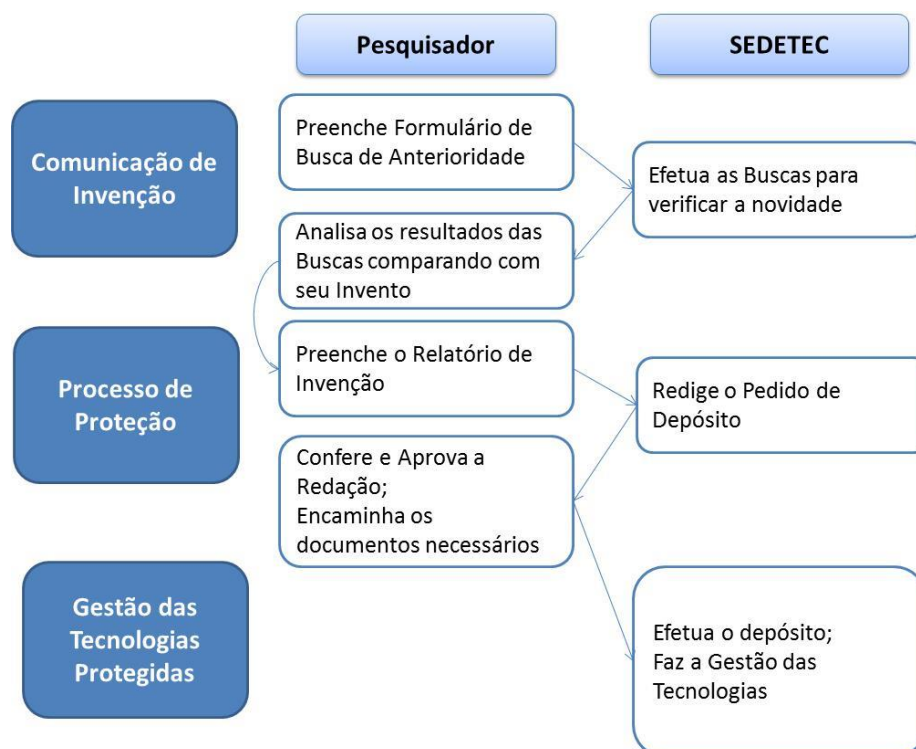 Pesquisador
SEDETEC
Comunicação de
Invenção
Preenche Formulário de
Busca de Anterioridade
Efetua as Buscas para
verificar a novidade
Analisa os resultados das
Buscas comparando com
seu Invento
Processo de
Proteção
Preenche o Relatório de
Invenção
Redige o Pedido de
Depósito
Confere e Aprova a
Redação;
Encaminha os
documentos necessários
Gestão das
Tecnologias
Protegidas
Efetua o depósito;
Faz a Gestão das
Tecnologias